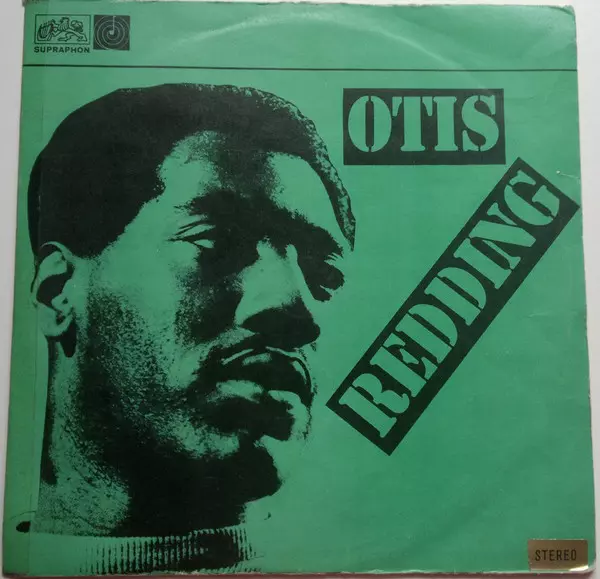 SUPRAPHON
OTIS
REDDING
STEREO